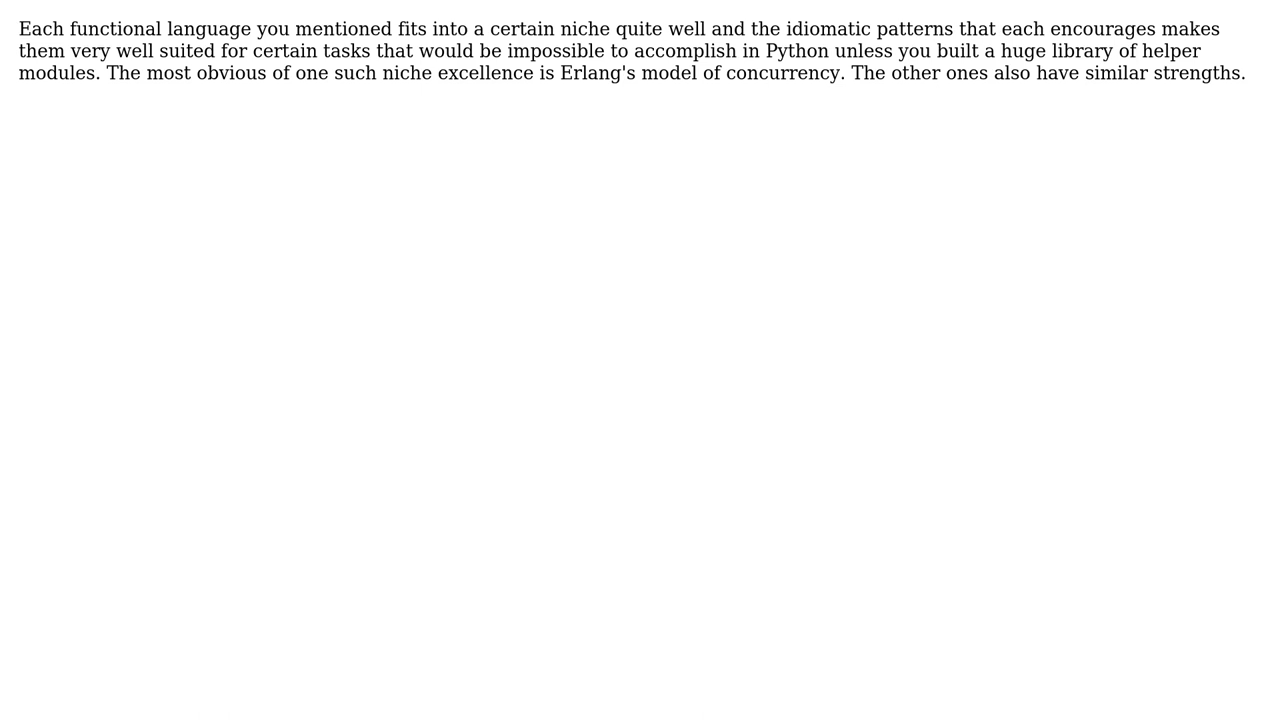 Each functional language you mentioned fits into a certain niche quite well and the idiomatic patterns that each encourages makes
them very well suited for certain tasks that would be impossible to accomplish in Python unless you built a huge library of helper
modules. The most obvious of one such niche excellence is Erlang's model of concurrency. The other ones also have similar strengths.